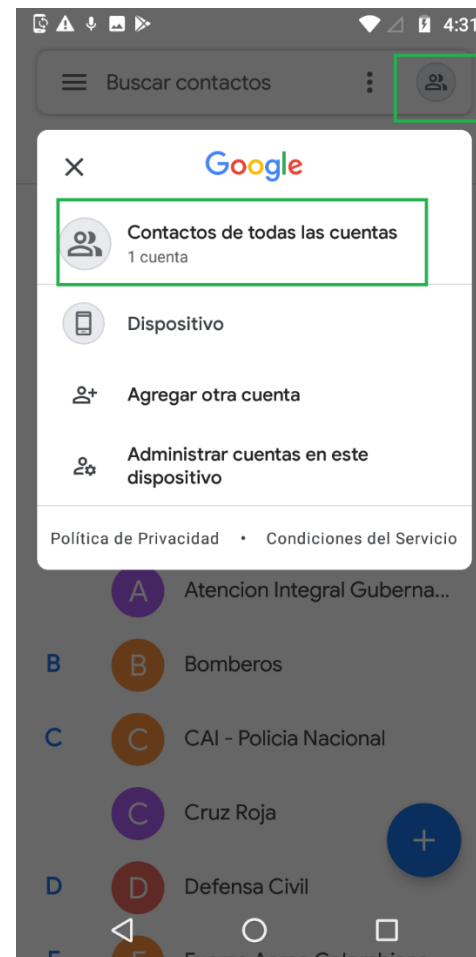 4:31
Buscar contactos
Google
Contactos de todas las cuentas
1 cuenta
Dispositivo
Agregar otra cuenta
Administrar cuentas en este
dispositivo
Política de Privacidad • Condiciones del Servicio
A Atencion Integral Guberna...
B B Bomberos
C C CAI - Policia Nacional
C Cruz Roja
D D Defensa Civil